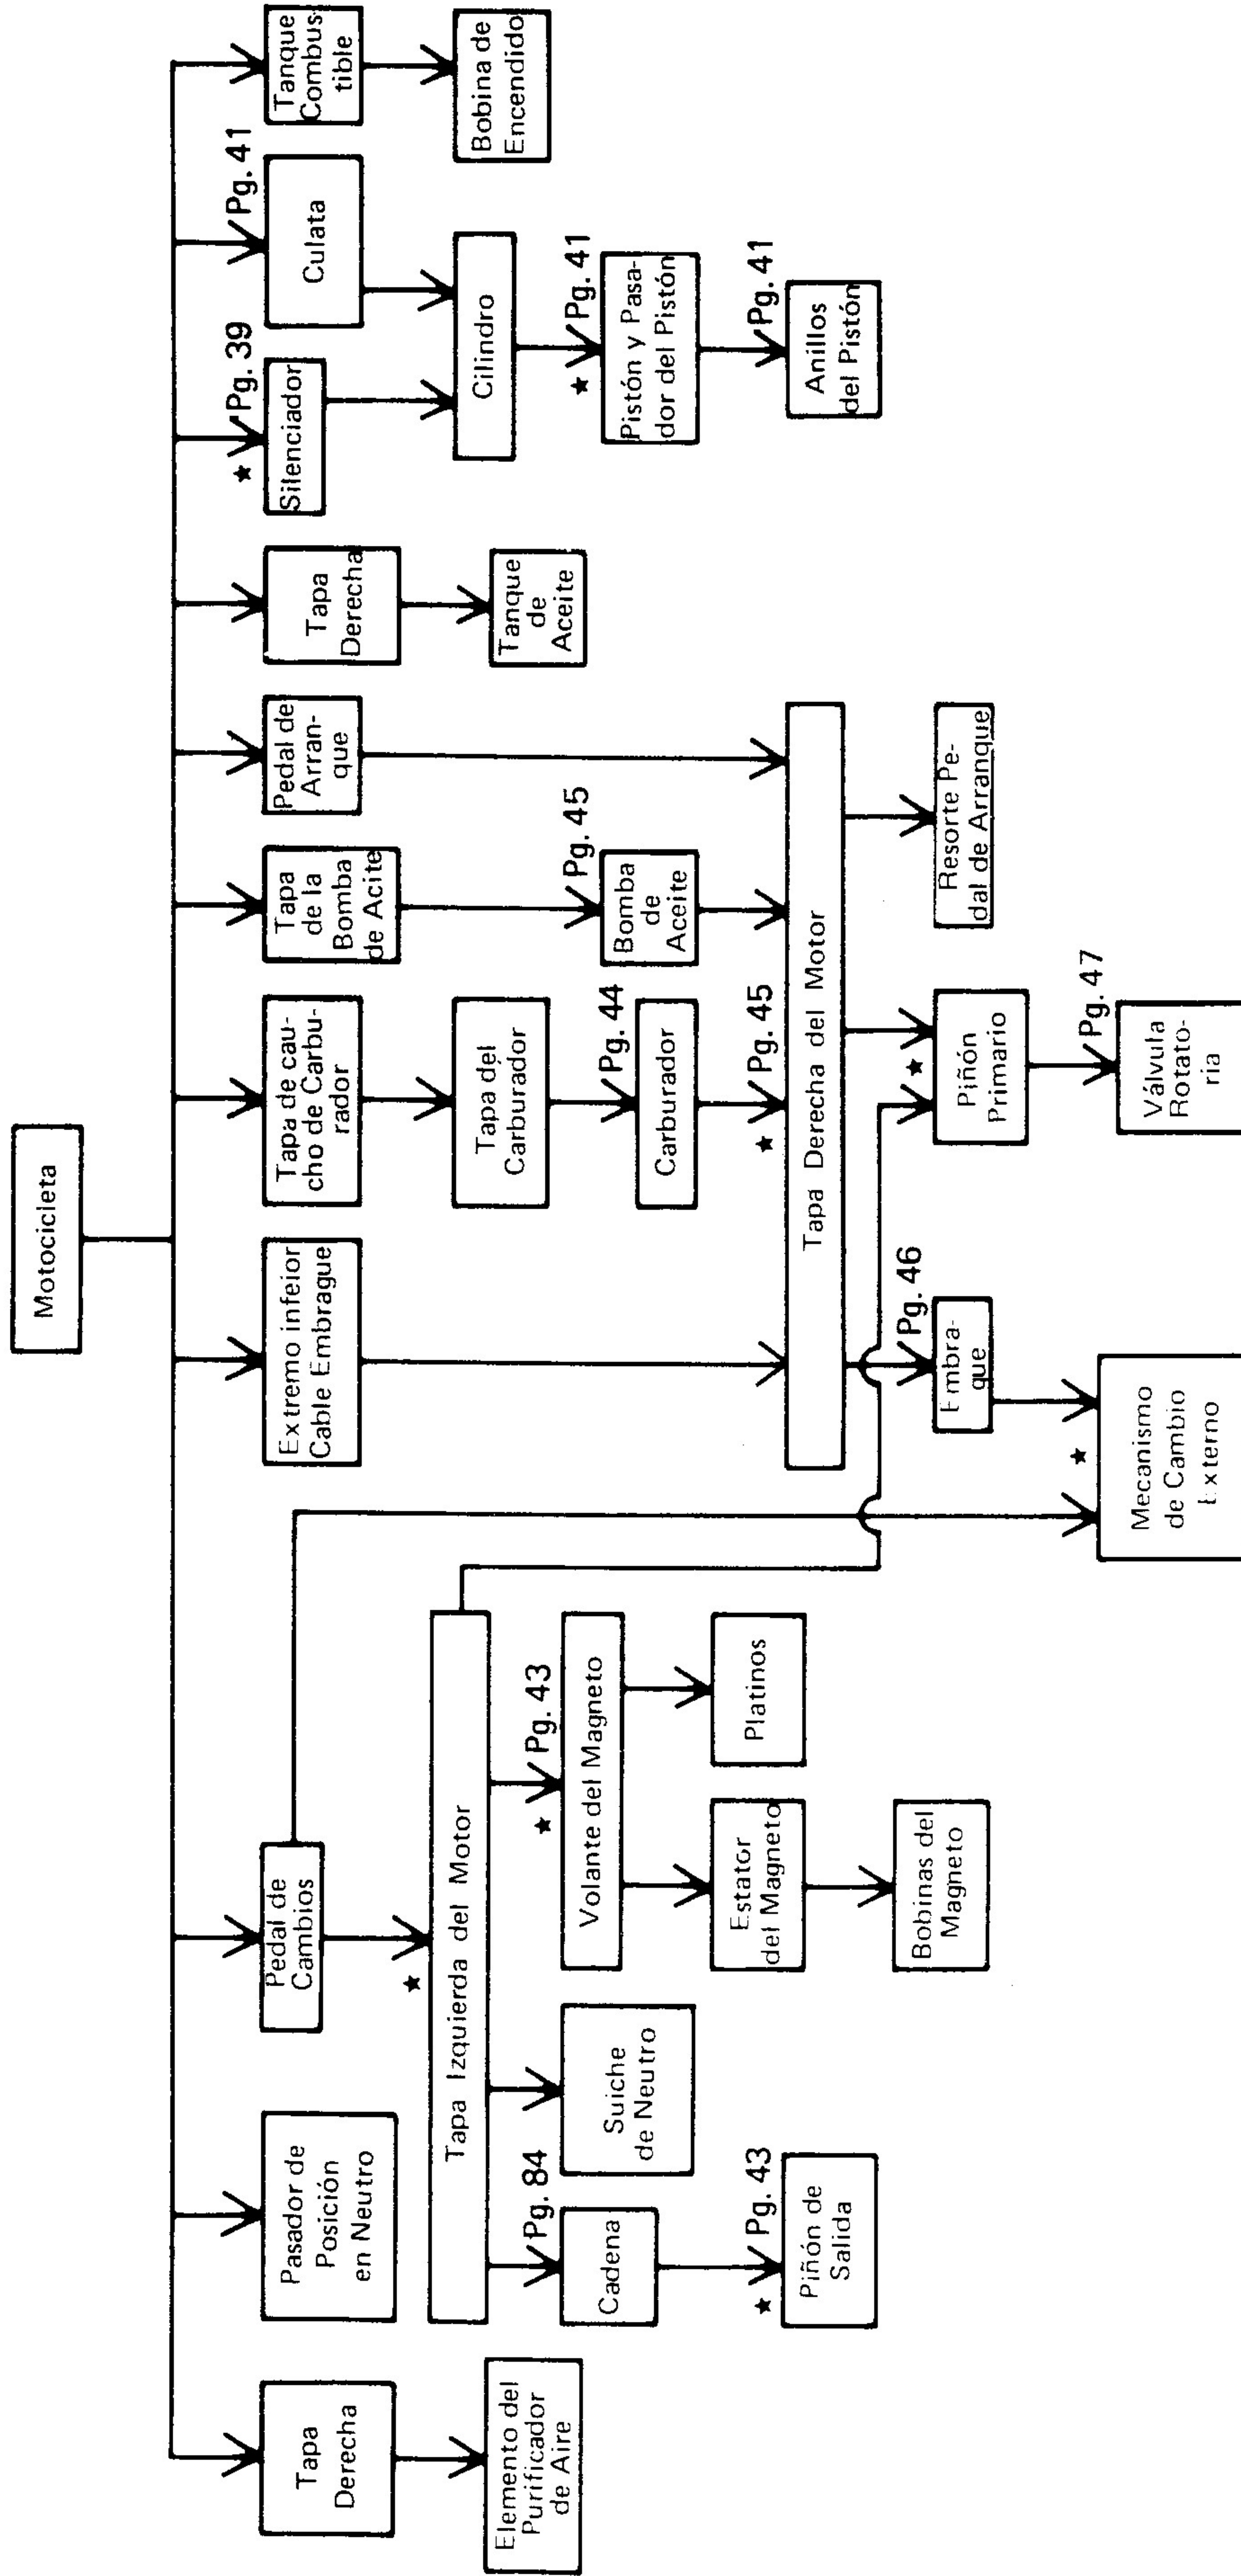 Motocicleta
Tapa
Derecha
Pasador de
Posición
en Neutro
Pedal de
Cambios
Extremo infeior
Cable Embrague
Tapa de cau-
cho de Carbu-
rador
Tapa
de la
Bomba
de Acite
Pedal de
Arran-
que
Tapa
Derecha
Pg. 39
Silenciador
Pg. 41
Culata
Tanque
Combus-
tible
Elemento del
Purificador
de Aire
Tapa Izquierda del Motor
Tapa del
Carburador
Tanque
de
Aceite
Cilindro
Bobina de
Encendido
Pg. 84
Cadena
Suiche
de Neutro
Pg. 43
Volante del Magneto
Pg. 44
Carburador
Pg. 45
Bomba
de
Aceite
Pg. 41
Pistón y Pasa-
dor del Pistón
Pg. 43
Piñón de
Salida
Estator
del Magneto
Platinos
Pg. 45
Tapa Derecha del Motor
Pg. 41
Anillos
del Pistón
Bobinas del
Magneto
Pg. 46
Embra-
que
Piñón
Primario
Resorte Pe-
dal de Arranque
Mecanismo
de Cambio
Externo
Pg. 47
Válvula
Rotato-
ria